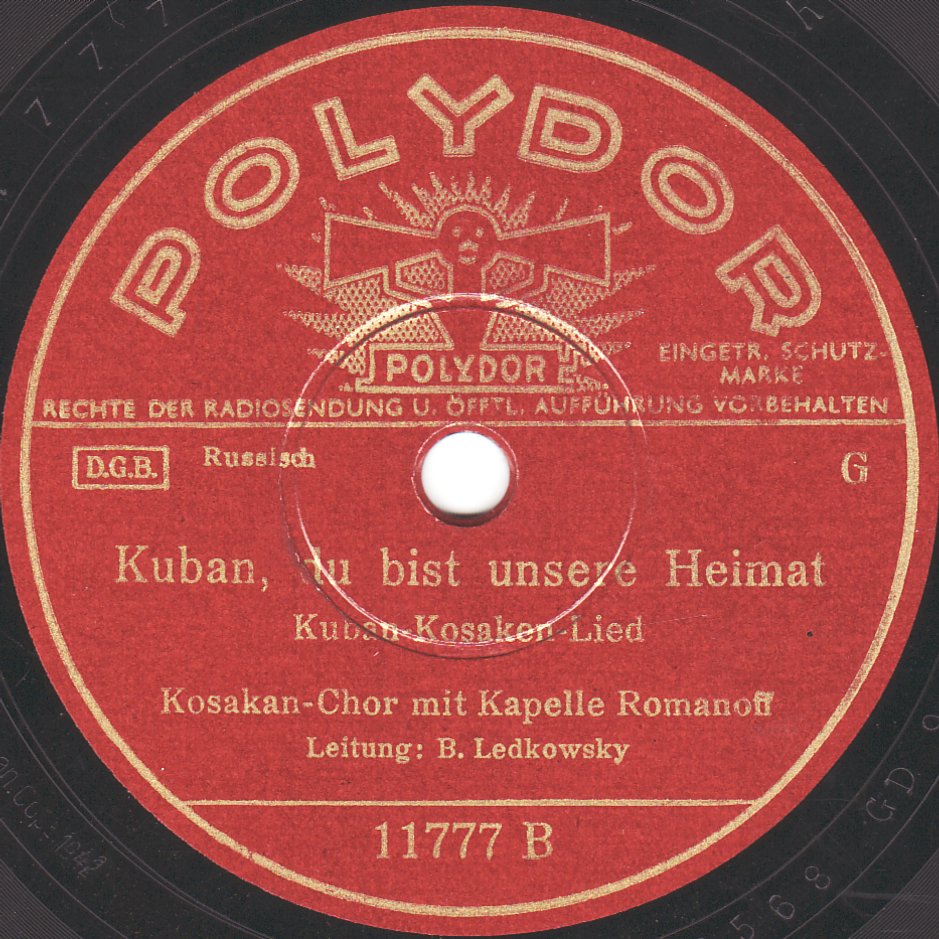 POLYDOR
POLYDOR
EINGETR. SCHUTZ-
MARKE
RECHTE DER RADIOSENDUNG U. ÖFFTL. AUFFÜHRUNG VORBEHALTEN
D.G.B. Russisch G
Kuban, du bist unsere Heimat
Kuban-Kosaken-Lied
Kosakan-Chor mit Kapelle Romanoff
Leitung: B. Ledkowsky
11777 B